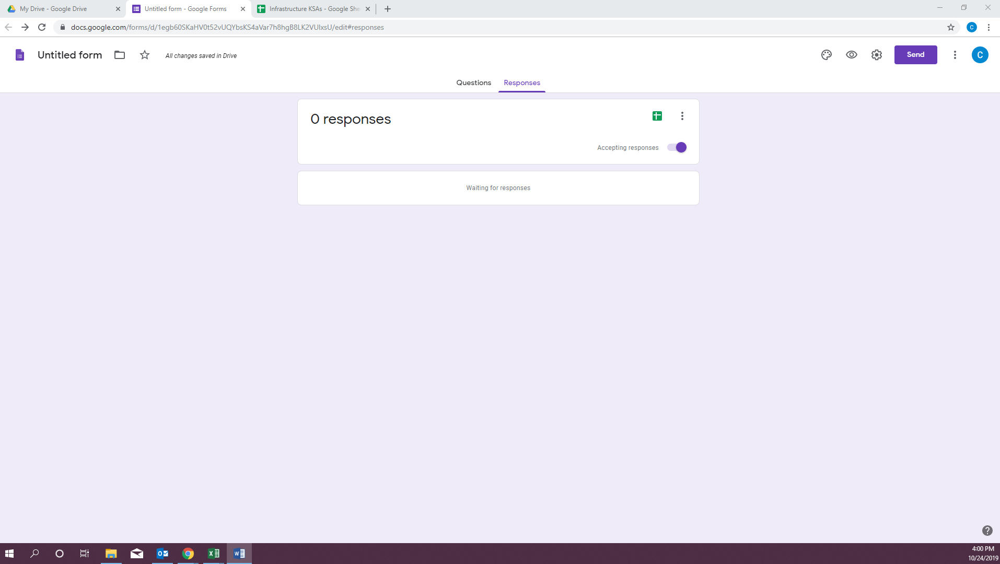 My Drive - Google Drive
Untitled form - Google Forms
Infrastructure KSAs - Google She
docs.google.com/forms/d/1egb60SKaHV0t52vUQYbsKS4aVar7h8hgB8LK2VUIxsU/edit#responses
C
Untitled form
All changes saved in Drive
Send
C
Questions
Responses
0 responses
Accepting responses
Waiting for responses
?
4:00 PM
10/24/2019